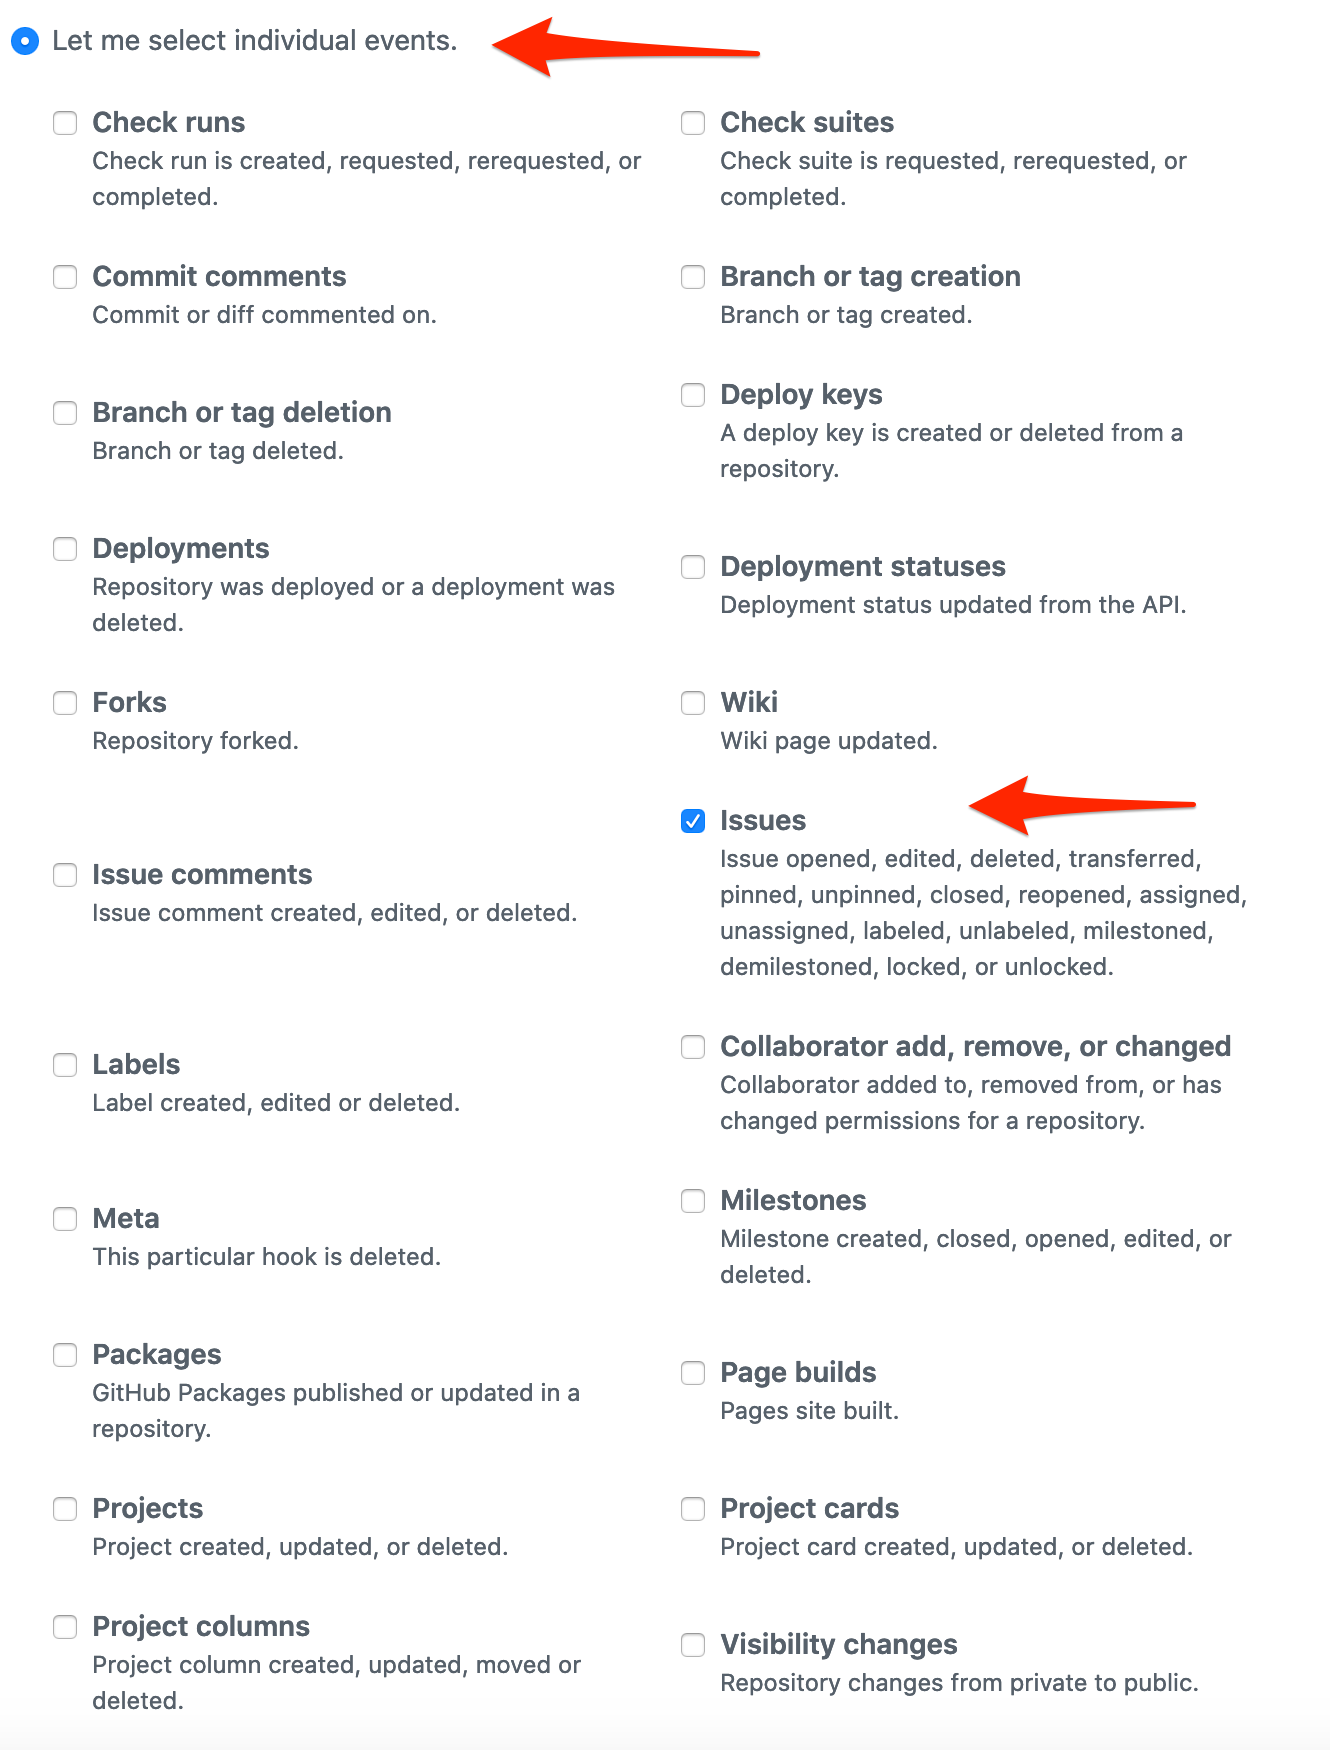 Let me select individual events.
Check runs
Check run is created, requested, rerequested, or
completed.
Check suites
Check suite is requested, rerequested, or
completed.
Commit comments
Commit or diff commented on.
Branch or tag creation
Branch or tag created.
Branch or tag deletion
Branch or tag deleted.
Deploy keys
A deploy key is created or deleted from a
repository.
Deployments
Repository was deployed or a deployment was
deleted.
Deployment statuses
Deployment status updated from the API.
Forks
Repository forked.
Wiki
Wiki page updated.
Issue comments
Issue comment created, edited, or deleted.
Issues
Issue opened, edited, deleted, transferred,
pinned, unpinned, closed, reopened, assigned,
unassigned, labeled, unlabeled, milestoned,
demilestoned, locked, or unlocked.
Labels
Label created, edited or deleted.
Collaborator add, remove, or changed
Collaborator added to, removed from, or has
changed permissions for a repository.
Meta
This particular hook is deleted.
Milestones
Milestone created, closed, opened, edited, or
deleted.
Packages
GitHub Packages published or updated in a
repository.
Page builds
Pages site built.
Projects
Project created, updated, or deleted.
Project cards
Project card created, updated, or deleted.
Project columns
Project column created, updated, moved or
deleted.
Visibility changes
Repository changes from private to public.